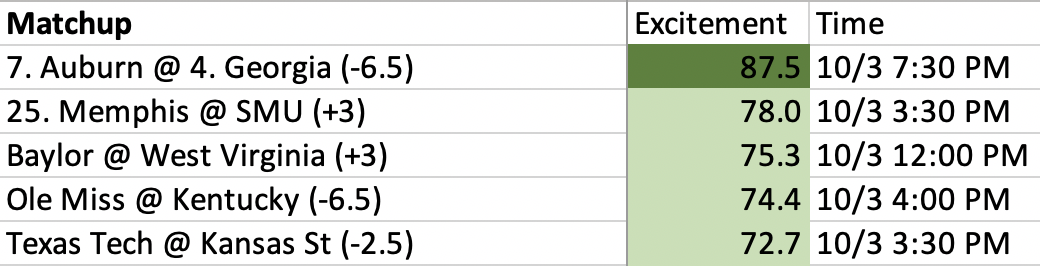 Matchup Excitement Time
7. Auburn @ 4. Georgia (-6.5) 87.5 10/3 7:30 PM
25. Memphis @ SMU (+3) 78.0 10/3 3:30 PM
Baylor @ West Virginia (+3) 75.3 10/3 12:00 PM
Ole Miss @ Kentucky (-6.5) 74.4 10/3 4:00 PM
Texas Tech @ Kansas St (-2.5) 72.7 10/3 3:30 PM